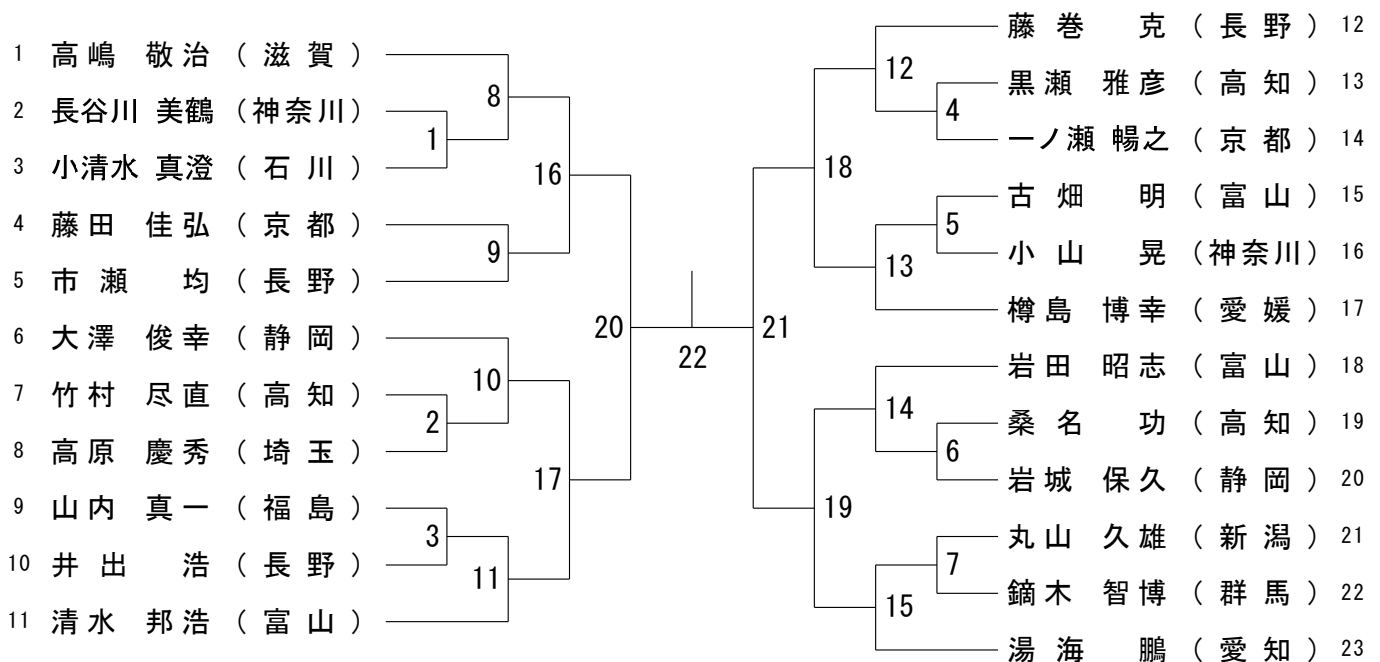 1 高嶋 敬治 (滋賀)
2 長谷川 美鶴 (神奈川)
3 小清水 真澄 (石川)
4 藤田 佳弘 (京都)
5 市瀬 均 (長野)
6 大澤 俊幸 (静岡)
7 竹村 尽直 (高知)
8 高原 慶秀 (埼玉)
9 山内 真一 (福島)
10 井出 浩 (長野)
11 清水 邦浩 (富山)
8
1
16
9
20
10
2
17
3
11
22
12
4
18
5
13
21
14
6
19
7
15
藤巻 克 (長野) 12
黒瀬 雅彦 (高知) 13
一ノ瀬 暢之 (京都) 14
古畑 明 (富山) 15
小山 晃 (神奈川) 16
樽島 博幸 (愛媛) 17
岩田 昭志 (富山) 18
桑名 功 (高知) 19
岩城 保久 (静岡) 20
丸山 久雄 (新潟) 21
鏑木 智博 (群馬) 22
湯海 鵬 (愛知) 23